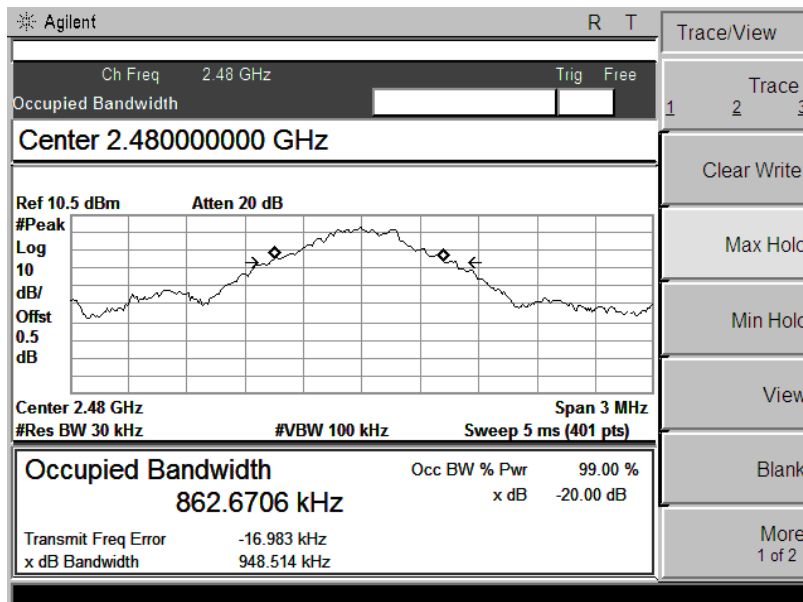 Agilent R T
Trace/View
Ch Freq 2.48 GHz Trig Free
Occupied Bandwidth
Trace
1 2 3
Center 2.480000000 GHz
Clear Write
Ref 10.5 dBm Atten 20 dB
#Peak
Log
10
dB/
Offst
0.5
dB
Max Hold
Min Hold
Center 2.48 GHz Span 3 MHz
#Res BW 30 kHz #VBW 100 kHz Sweep 5 ms (401 pts)
View
Occupied Bandwidth Occ BW % Pwr 99.00 %
862.6706 kHz x dB -20.00 dB
Blank
Transmit Freq Error -16.983 kHz
x dB Bandwidth 948.514 kHz
More
1 of 2